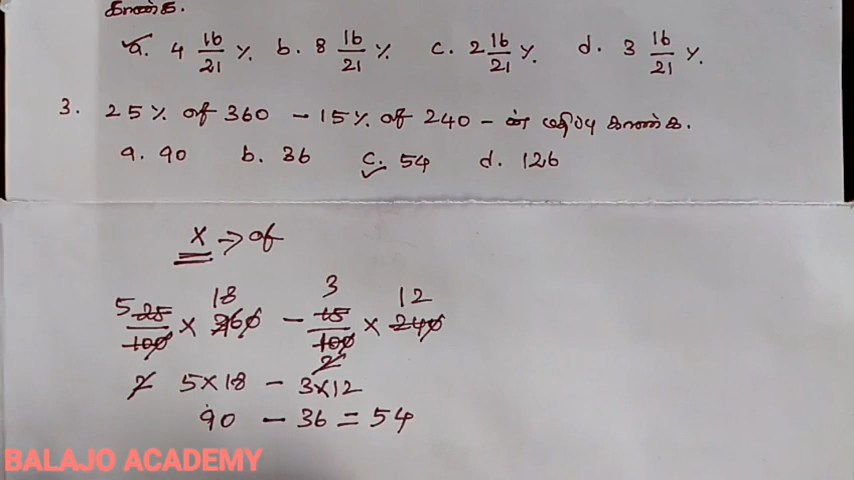 காண்க.
a. 4 16/21 %. b. 8 16/21 % c. 2 16/21 %. d. 3 16/21 %.
3. 25% of 360 - 15% of 240 - ன் மதிப்பு காண்க.
a. 90 b. 36 c. 54 d. 126
x → of
5 18 3 12
25/100 × 360 - 15/100 × 240
2 2
5×18 - 3×12
90 - 36 = 54
BALAJO ACADEMY